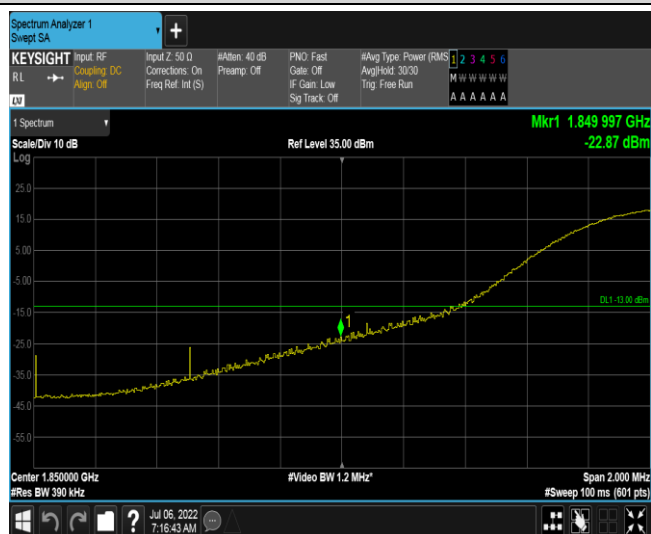 Spectrum Analyzer 1
Swept SA
+
KEYSIGHT
RL
LXI
Input: RF
Coupling: DC
Align: Off
Input Z: 50 Ω
Corrections: On
Freq Ref: Int (S)
#Atten: 40 dB
Preamp: Off
PNO: Fast
Gate: Off
IF Gain: Low
Sig Track: Off
#Avg Type: Power (RMS
Avg|Hold: 30/30
Trig: Free Run
1 2 3 4 5 6
M W W W W W
A A A A A A
1 Spectrum
Mkr1 1.849 997 GHz
Scale/Div 10 dB
Ref Level 35.00 dBm
-22.87 dBm
Log
25.0
15.0
5.00
-5.00
DL1 -13.00 dBm
-15.0
1
-25.0
-35.0
-45.0
-55.0
Center 1.850000 GHz
#Video BW 1.2 MHz*
Span 2.000 MHz
#Res BW 390 kHz
#Sweep 100 ms (601 pts)
?
Jul 06, 2022
7:16:43 AM